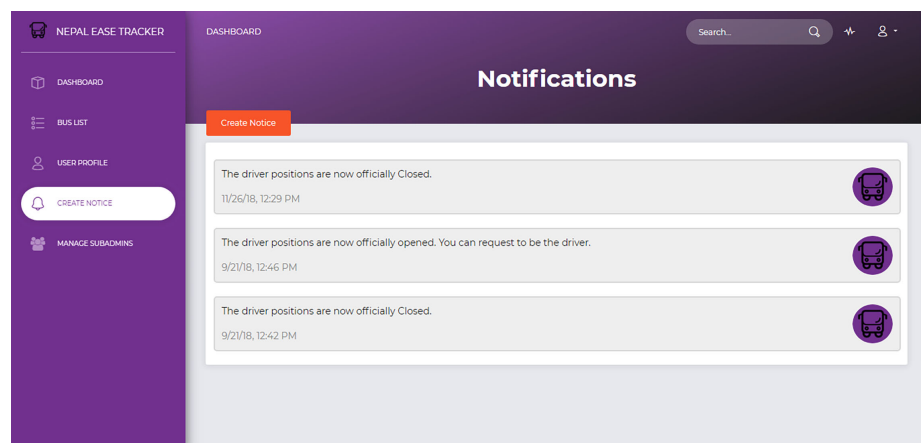 NEPAL EASE TRACKER
DASHBOARD
BUS LIST
USER PROFILE
CREATE NOTICE
MANAGE SUBADMINS
DASHBOARD
Search...
Notifications
Create Notice
The driver positions are now officially Closed.
11/26/18, 12:29 PM
The driver positions are now officially opened. You can request to be the driver.
9/21/18, 12:46 PM
The driver positions are now officially Closed.
9/21/18, 12:42 PM